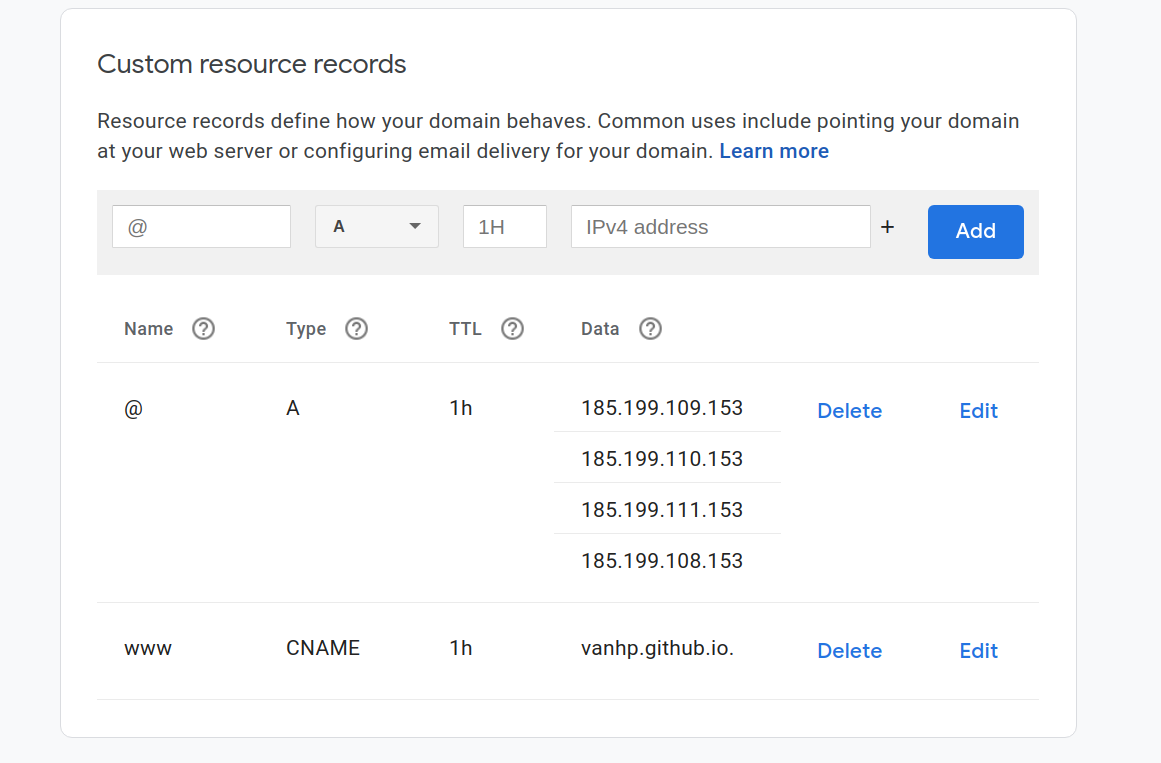 Custom resource records
Resource records define how your domain behaves. Common uses include pointing your domain
at your web server or configuring email delivery for your domain. Learn more
@ A 1H IPv4 address + Add
Name ? Type ? TTL ? Data ?
@ A 1h 185.199.109.153 Delete Edit
185.199.110.153
185.199.111.153
185.199.108.153
www CNAME 1h vanhp.github.io. Delete Edit